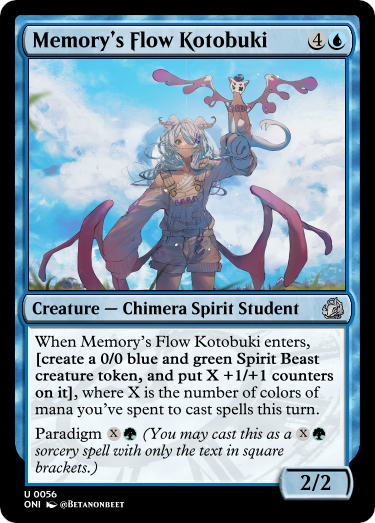 Memory's Flow Kotobuki 4
Creature — Chimera Spirit Student
When Memory's Flow Kotobuki enters,
[create a 0/0 blue and green Spirit Beast
creature token, and put X +1/+1 counters
on it], where X is the number of colors of
mana you've spent to cast spells this turn.
Paradigm X (You may cast this as a X
sorcery spell with only the text in square
brackets.)
2/2
U 0056
ONI @Betanonbeet